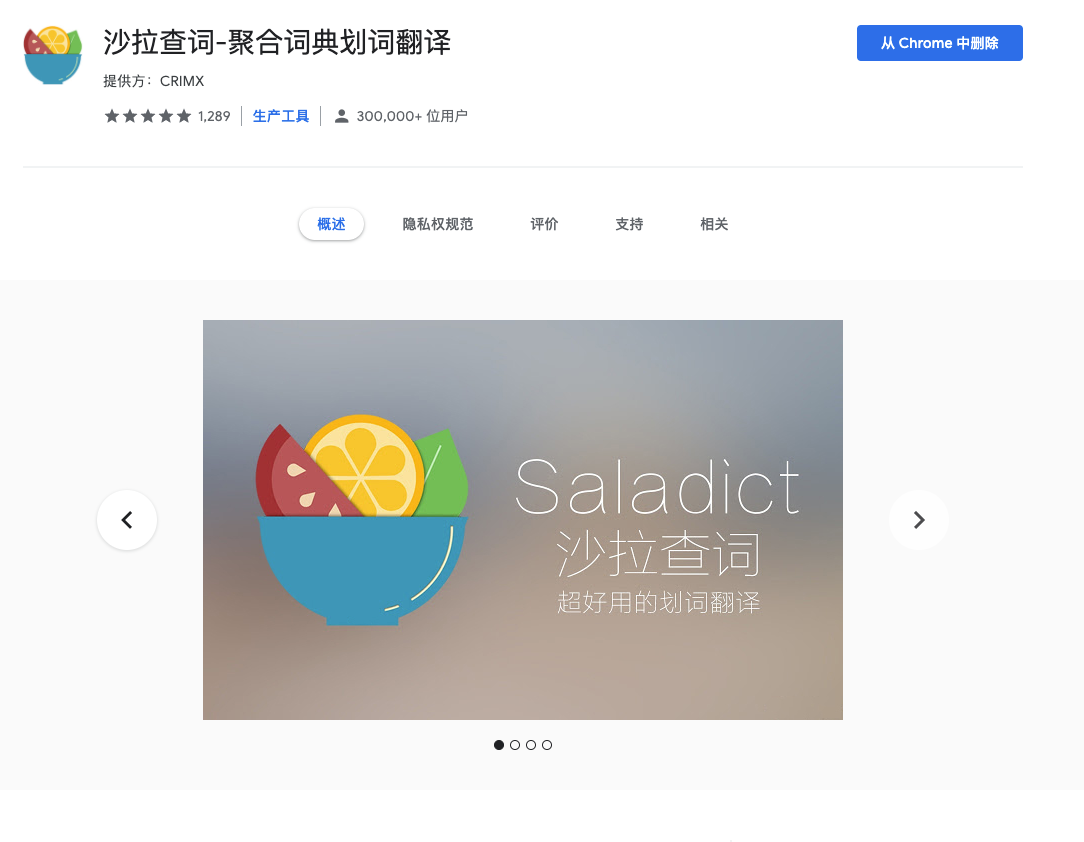 沙拉查词-聚合词典划词翻译
从 Chrome 中删除
提供方： CRIMX
1,289 生产工具 300,000+ 位用户
概述 隐私权规范 评价 支持 相关
Saladict
沙拉查词
超好用的划词翻译